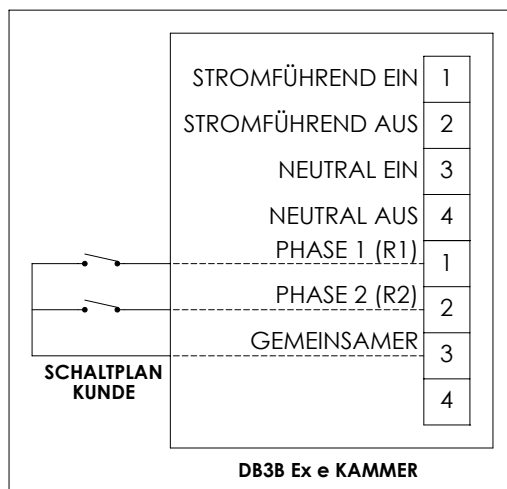 STROMFÜHREND EIN 1
STROMFÜHREND AUS 2
NEUTRAL EIN 3
NEUTRAL AUS 4
PHASE 1 (R1) 1
PHASE 2 (R2) 2
GEMEINSAMER 3
4
SCHALTPLAN
KUNDE
DB3B Ex e KAMMER